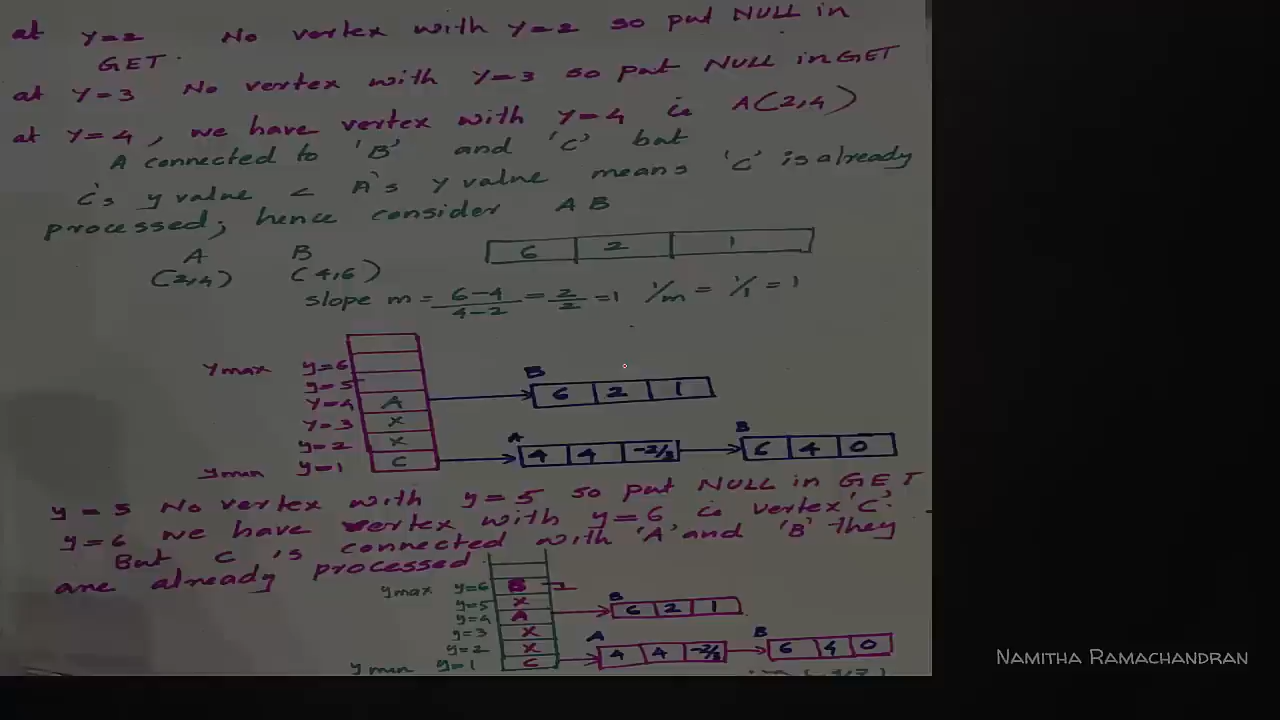 at y=2 No vertex with y=2 so put NULL in
GET.
at y=3 No vertex with y=3 so put NULL in GET
at y=4, we have vertex with y=4 is A(2,4)
A connected to 'B' and 'C' but
C's y value < A's y value means 'C' is already
processed; hence consider AB
A B 6 2 1
(2,4) (4,6)
slope m = 6-4/4-2 = 2/2 = 1 1/m = 1/1 = 1
ymax y=6
y=5 B
y=4 A 6 2 1
y=3 X
y=2 X A B
ymin y=1 C 4 4 -2/3 6 4 0
y=5 No vertex with y=5 so put NULL in GET
y=6 we have vertex with y=6 is vertex 'C'.
But C is connected with 'A' and 'B' they
are already processed
ymax y=6 B
y=5 X B
y=4 A 6 2 1
y=3 X
y=2 X A B
ymin y=1 C 4 4 -2/3 6 4 0
NAMITHA RAMACHANDRAN